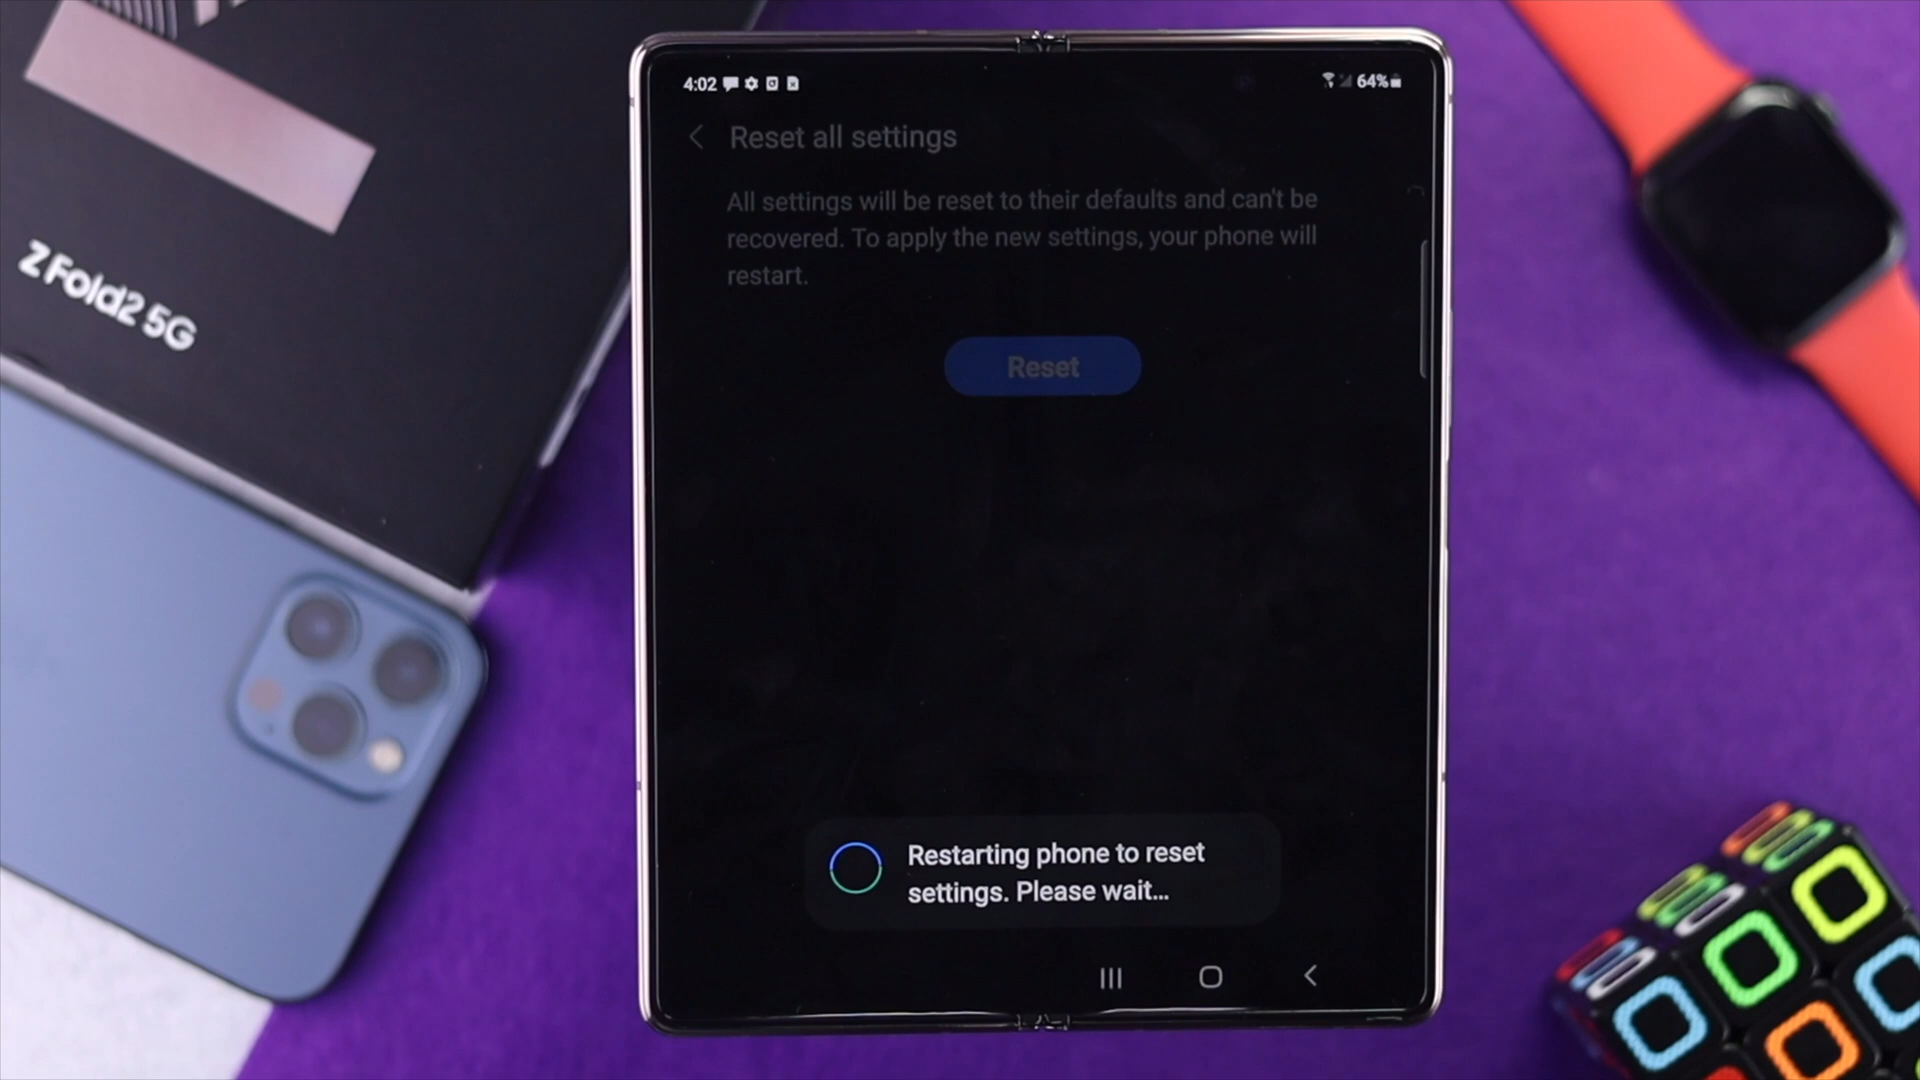 4:02
64%
Reset all settings
All settings will be reset to their defaults and can't be
recovered. To apply the new settings, your phone will
restart.
Reset
Restarting phone to reset
settings. Please wait...
Z Fold2 5G